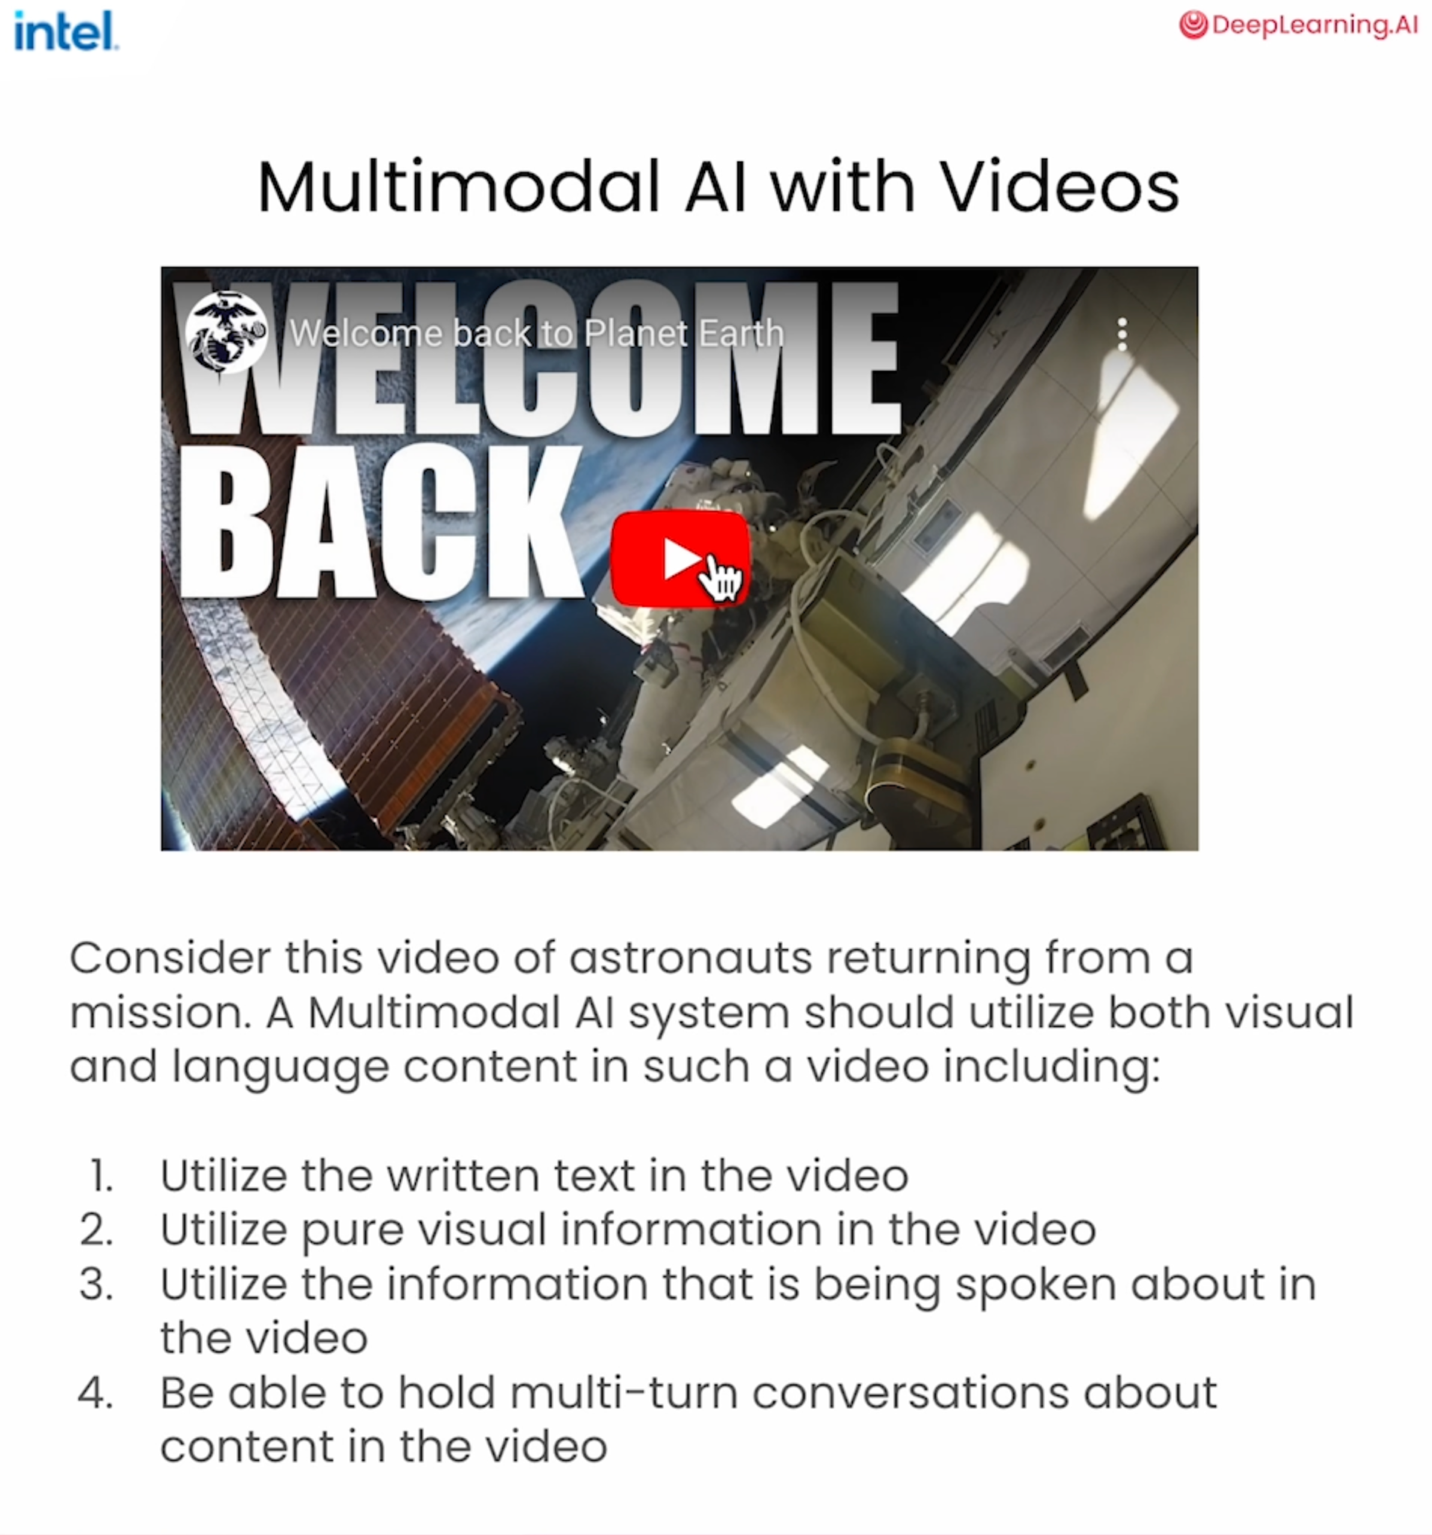 intel.
DeepLearning.AI
Multimodal AI with Videos
WELCOME
Welcome back to Planet Earth
BACK
Consider this video of astronauts returning from a
mission. A Multimodal AI system should utilize both visual
and language content in such a video including:
1. Utilize the written text in the video
2. Utilize pure visual information in the video
3. Utilize the information that is being spoken about in
the video
4. Be able to hold multi-turn conversations about
content in the video